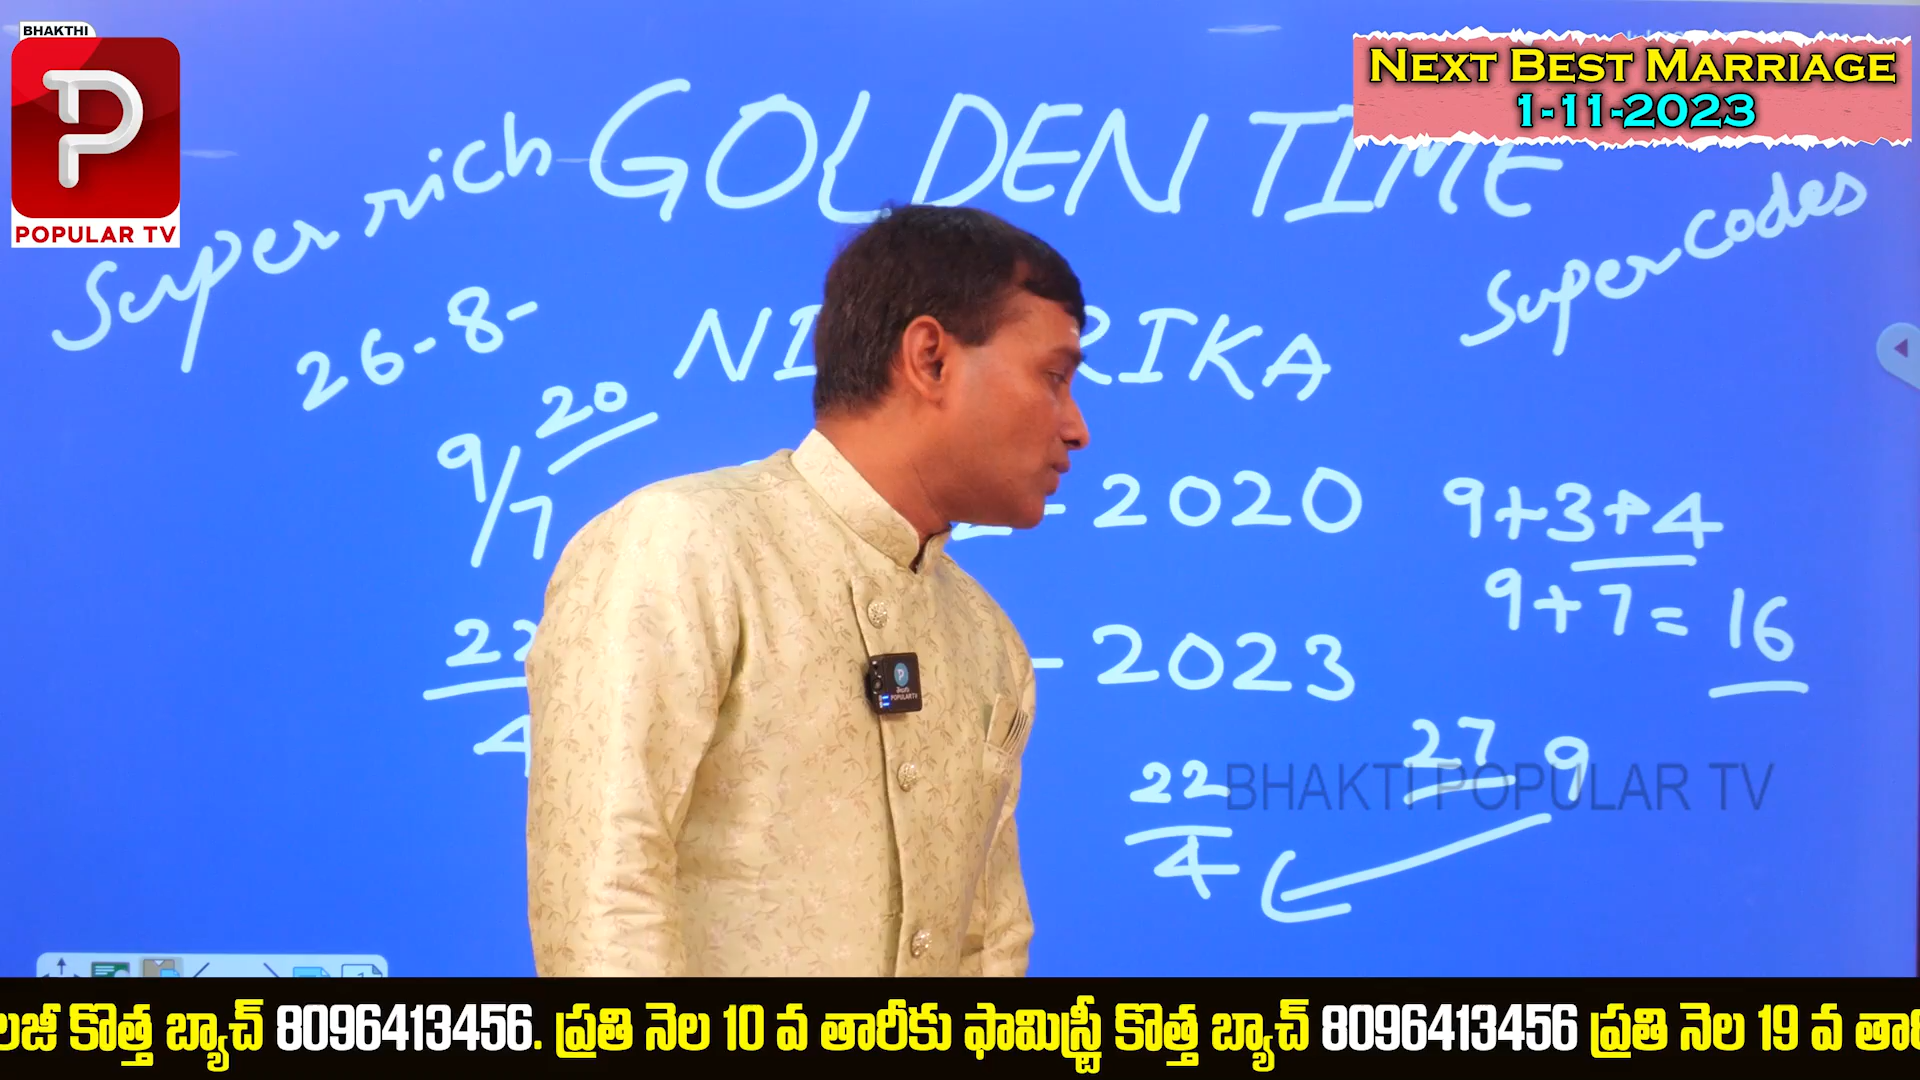 BHAKTHI
P
POPULAR TV
NEXT BEST MARRIAGE
1-11-2023
Super rich GOLDEN TIME
Super codes
26-8-
20
9/7
NI RIKA
- 2020
9+3+4
9+7= 16
22
4
- 2023
22
4
27 9
BHAKTI POPULAR TV
P
POPULAR TV
కొత్త బ్యాచ్ 8096413456. ప్రతి నెల 10 వ తారీకు ఫామిస్ట్రీ కొత్త బ్యాచ్ 8096413456 ప్రతి నెల 19 వ